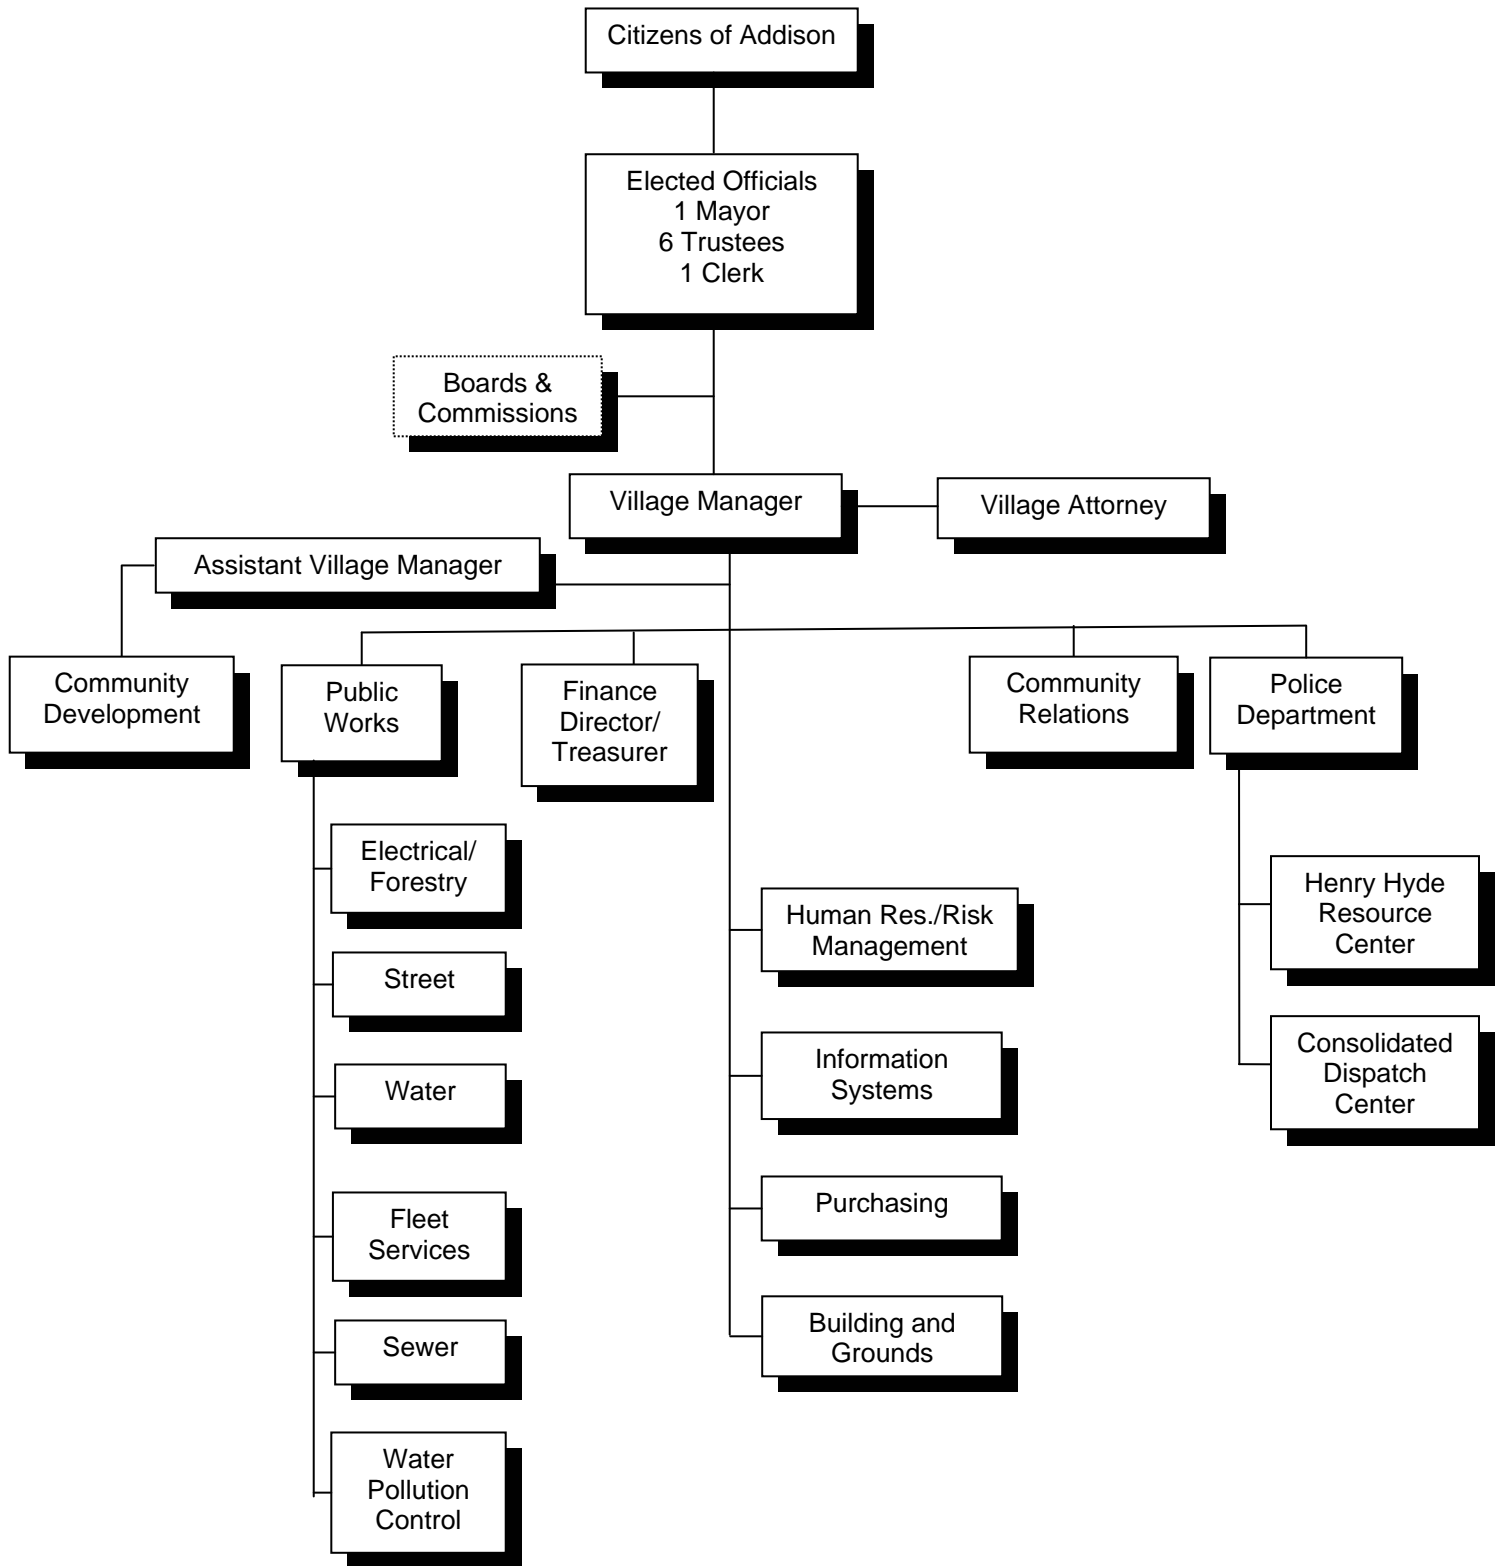 Citizens of Addison
Elected Officials
1 Mayor
6 Trustees
1 Clerk
Boards &
Commissions
Village Manager
Village Attorney
Assistant Village Manager
Community
Development
Public
Works
Finance
Director/
Treasurer
Community
Relations
Police
Department
Electrical/
Forestry
Street
Water
Fleet
Services
Sewer
Water
Pollution
Control
Human Res./Risk
Management
Information
Systems
Purchasing
Building and
Grounds
Henry Hyde
Resource
Center
Consolidated
Dispatch
Center